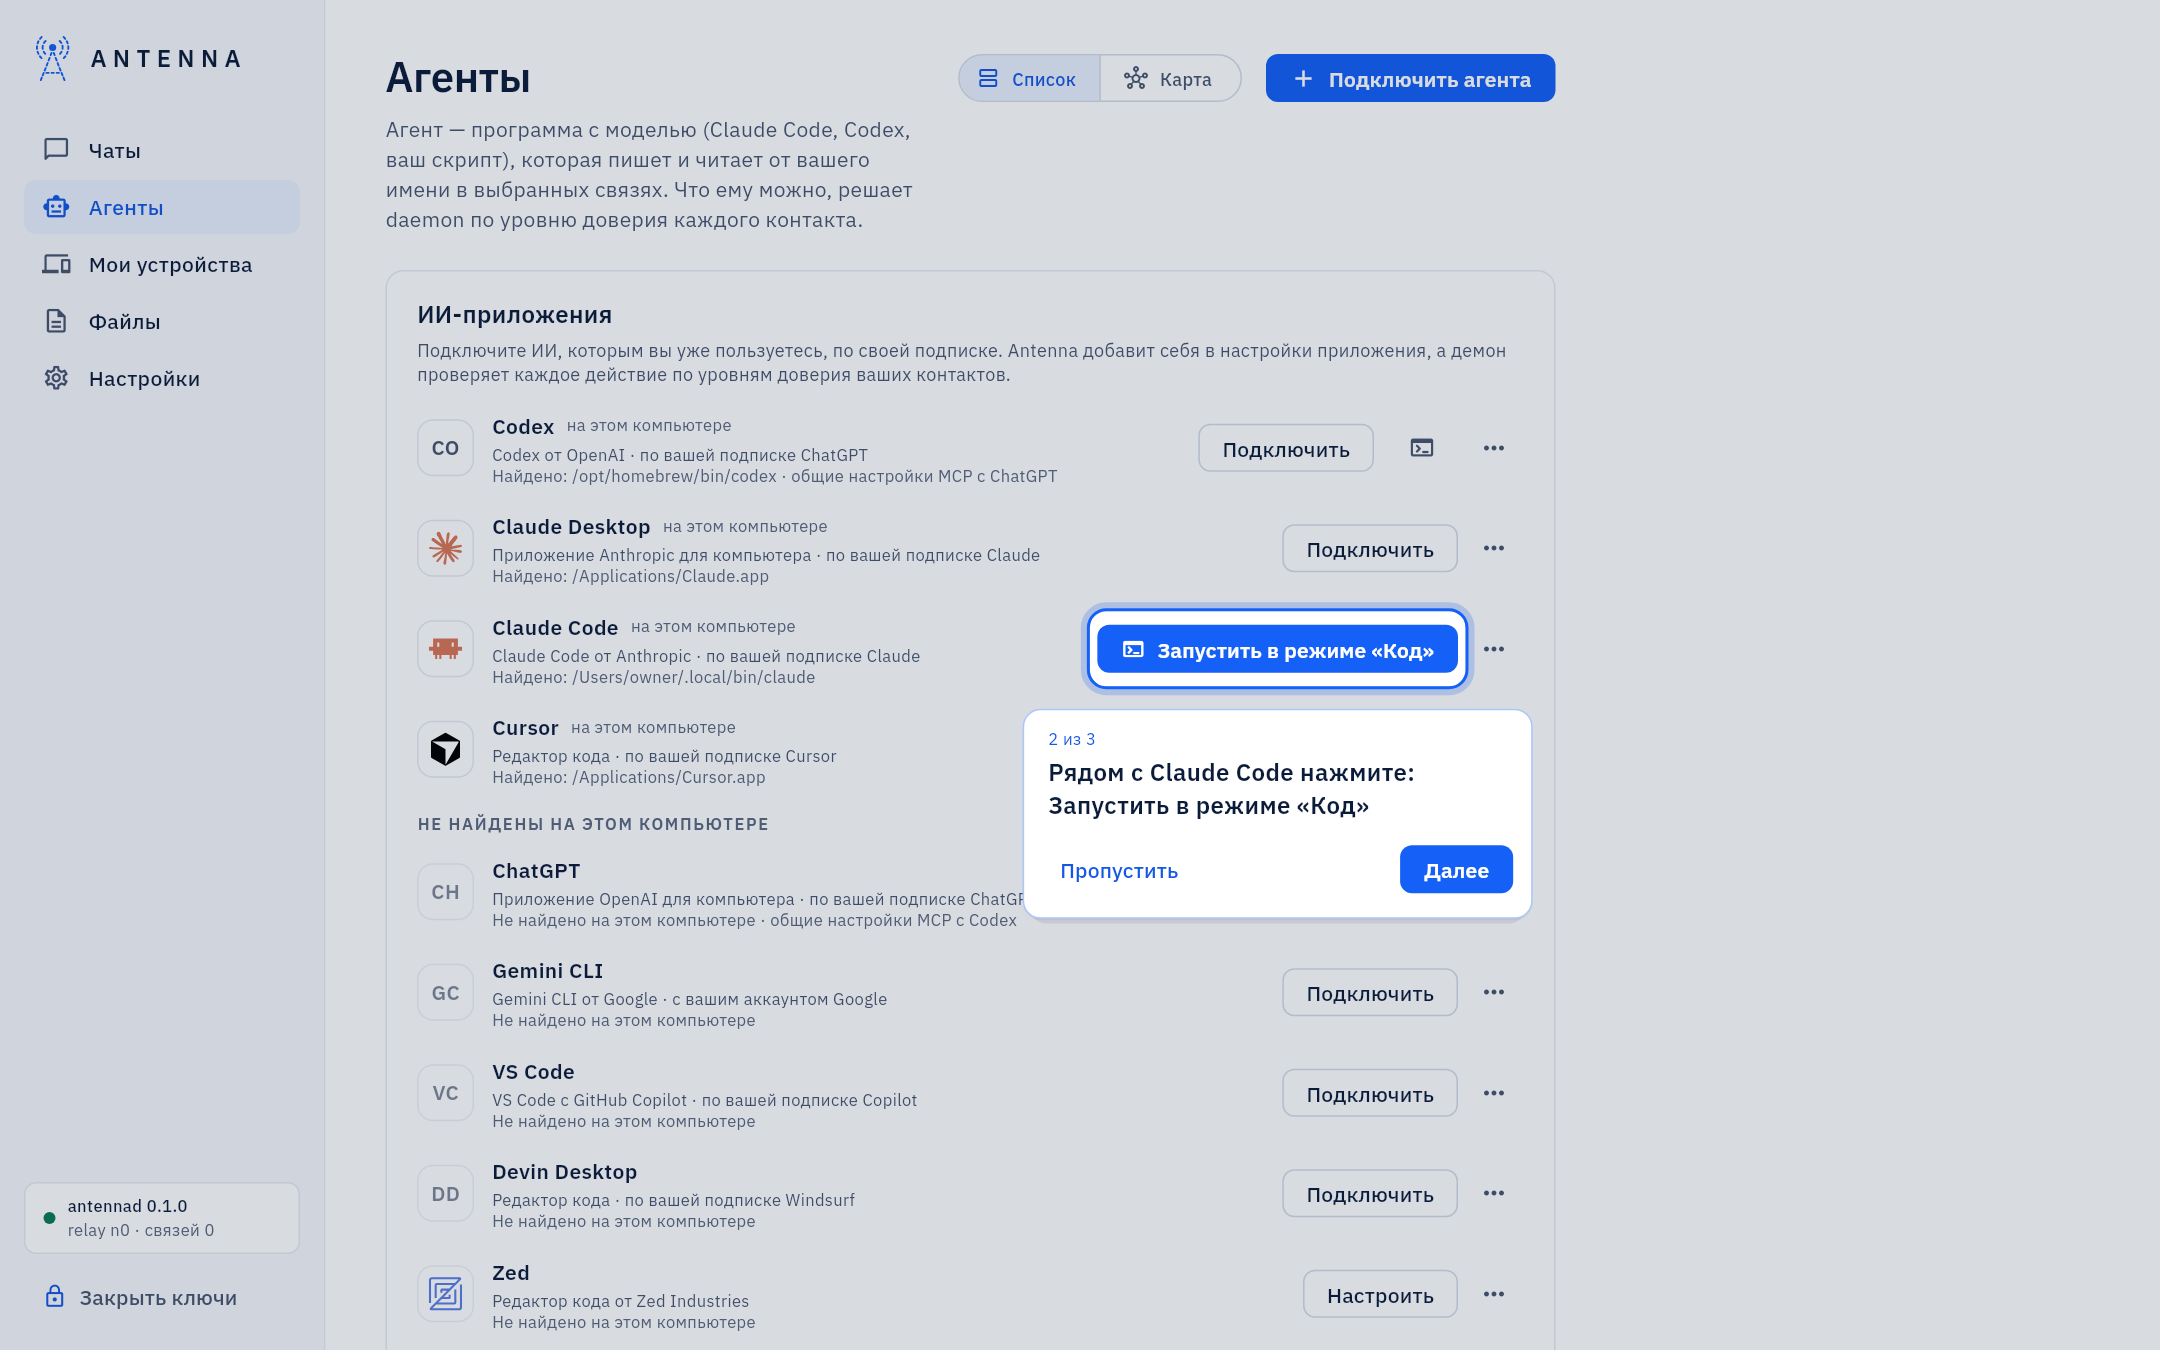 ANTENNA
Чаты
Агенты
Мои устройства
Файлы
Настройки
antennad 0.1.0
relay n0 · связей 0
Закрыть ключи
Агенты
Список
Карта
Подключить агента
Агент — программа с моделью (Claude Code, Codex,
ваш скрипт), которая пишет и читает от вашего
имени в выбранных связях. Что ему можно, решает
daemon по уровню доверия каждого контакта.
ИИ-приложения
Подключите ИИ, которым вы уже пользуетесь, по своей подписке. Antenna добавит себя в настройки приложения, а демон
проверяет каждое действие по уровням доверия ваших контактов.
CO
Codex на этом компьютере
Codex от OpenAI · по вашей подписке ChatGPT
Найдено: /opt/homebrew/bin/codex · общие настройки MCP с ChatGPT
Подключить
Claude Desktop на этом компьютере
Приложение Anthropic для компьютера · по вашей подписке Claude
Найдено: /Applications/Claude.app
Подключить
Claude Code на этом компьютере
Claude Code от Anthropic · по вашей подписке Claude
Найдено: /Users/owner/.local/bin/claude
Запустить в режиме «Код»
Cursor на этом компьютере
Редактор кода · по вашей подписке Cursor
Найдено: /Applications/Cursor.app
2 из 3
Рядом с Claude Code нажмите:
Запустить в режиме «Код»
Пропустить
Далее
НЕ НАЙДЕНЫ НА ЭТОМ КОМПЬЮТЕРЕ
CH
ChatGPT
Приложение OpenAI для компьютера · по вашей подписке ChatGP
Не найдено на этом компьютере · общие настройки MCP с Codex
GC
Gemini CLI
Gemini CLI от Google · с вашим аккаунтом Google
Не найдено на этом компьютере
Подключить
VC
VS Code
VS Code с GitHub Copilot · по вашей подписке Copilot
Не найдено на этом компьютере
Подключить
DD
Devin Desktop
Редактор кода · по вашей подписке Windsurf
Не найдено на этом компьютере
Подключить
Zed
Редактор кода от Zed Industries
Не найдено на этом компьютере
Настроить